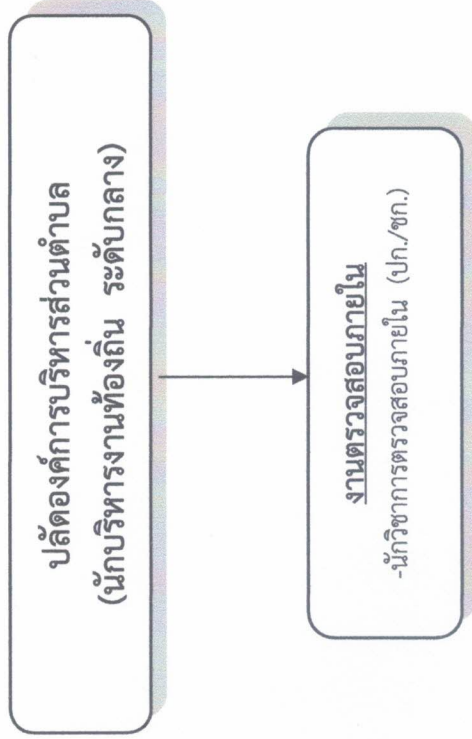 ปลัดองค์การบริหารส่วนตำบล
(นักบริหารงานท้องถิ่น ระดับกลาง)
งานตรวจสอบภายใน
-นักวิชาการตรวจสอบภายใน (ปก./ชก.)